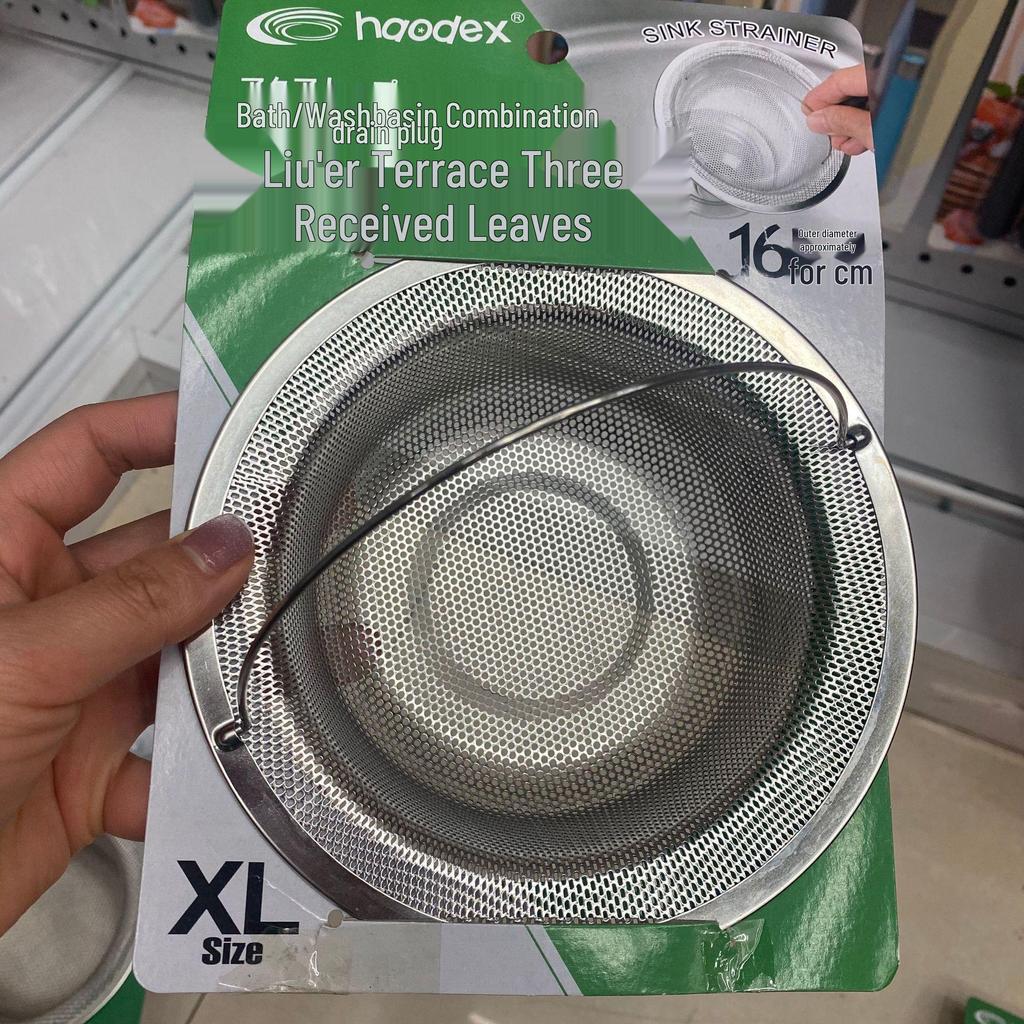 haodex®
SINK STRAINER
Bath/Washbasin Combination
drain plug
Liu'er Terrace Three
Received Leaves
16
Outer diameter
approximately
for cm
XL
Size